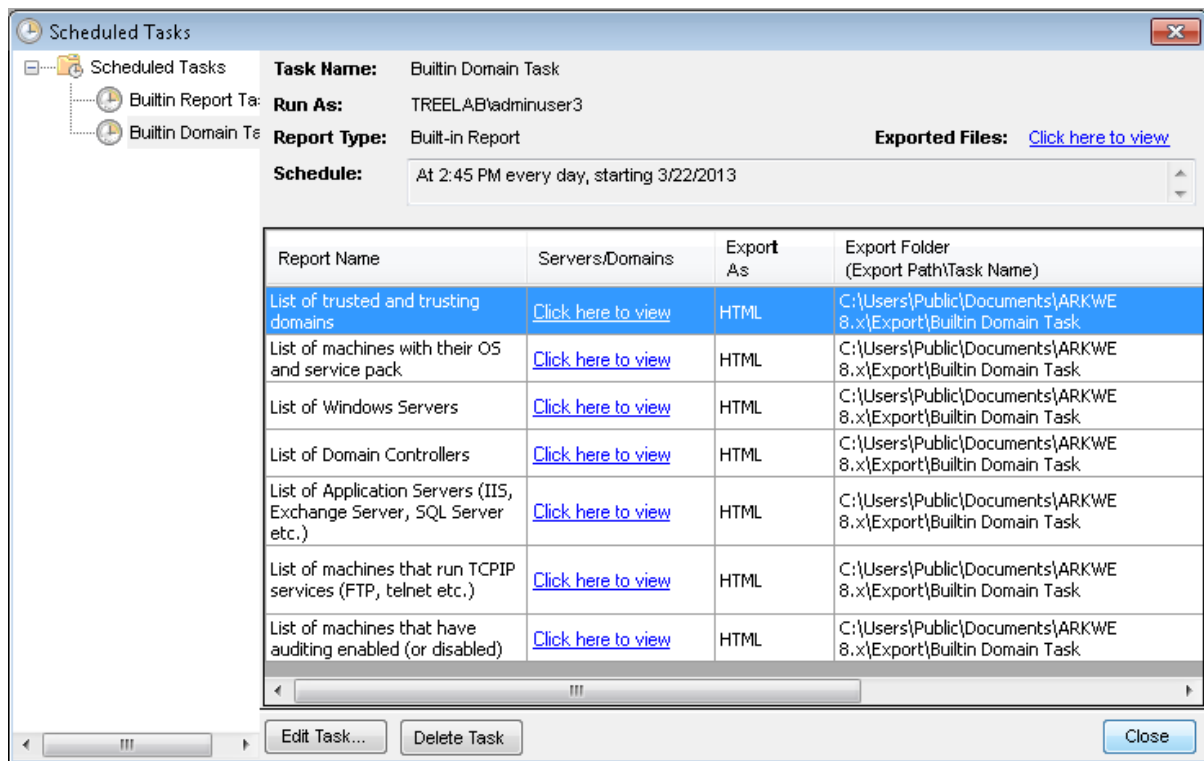 Scheduled Tasks
Scheduled Tasks
Builtin Report Ta
Builtin Domain Ta
Task Name: Builtin Domain Task
Run As: TREELAB\adminuser3
Report Type: Built-in Report
Exported Files: Click here to view
Schedule: At 2:45 PM every day, starting 3/22/2013
Report Name
Servers/Domains
Export
As
Export Folder
(Export Path\Task Name)
List of trusted and trusting
domains
Click here to view
HTML
C:\Users\Public\Documents\ARKWE
8.x\Export\Builtin Domain Task
List of machines with their OS
and service pack
Click here to view
HTML
C:\Users\Public\Documents\ARKWE
8.x\Export\Builtin Domain Task
List of Windows Servers
Click here to view
HTML
C:\Users\Public\Documents\ARKWE
8.x\Export\Builtin Domain Task
List of Domain Controllers
Click here to view
HTML
C:\Users\Public\Documents\ARKWE
8.x\Export\Builtin Domain Task
List of Application Servers (IIS,
Exchange Server, SQL Server
etc.)
Click here to view
HTML
C:\Users\Public\Documents\ARKWE
8.x\Export\Builtin Domain Task
List of machines that run TCPIP
services (FTP, telnet etc.)
Click here to view
HTML
C:\Users\Public\Documents\ARKWE
8.x\Export\Builtin Domain Task
List of machines that have
auditing enabled (or disabled)
Click here to view
HTML
C:\Users\Public\Documents\ARKWE
8.x\Export\Builtin Domain Task
Edit Task...
Delete Task
Close